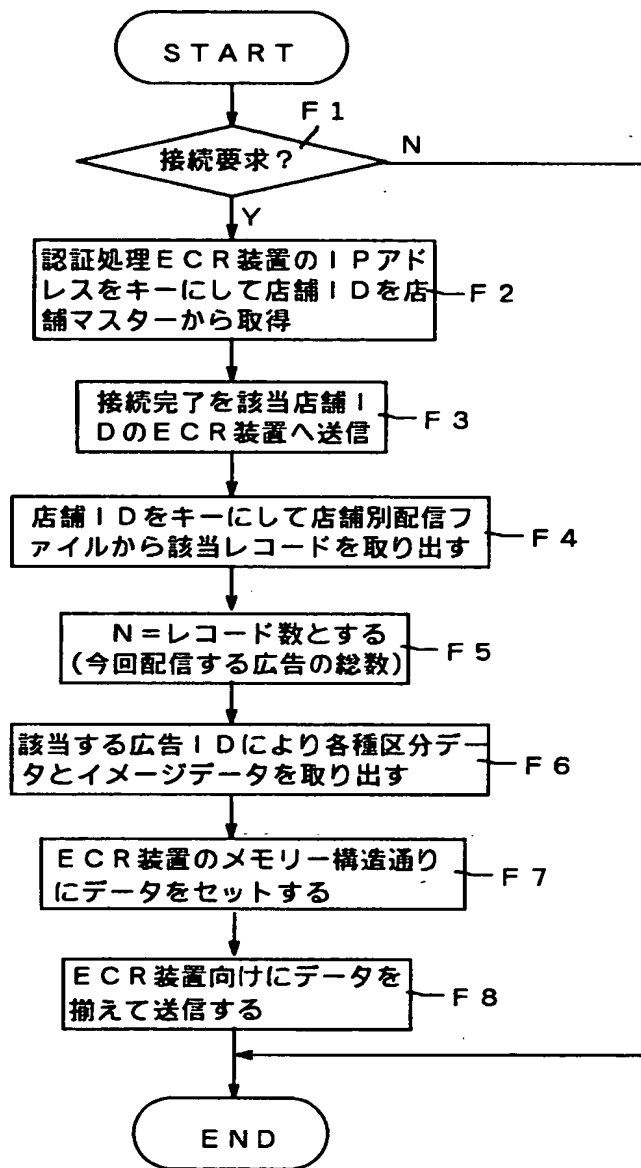 START
F1
接続要求?
N
Y
認証処理ECR装置のIPアド
レスをキーにして店舗IDを店
舗マスターから取得
F2
接続完了を該当店舗I
DのECR装置へ送信
F3
店舗IDをキーにして店舗別配信フ
ァイルから該当レコードを取り出す
F4
N=レコード数とする
(今回配信する広告の総数)
F5
該当する広告IDにより各種区分デー
タとイメージデータを取り出す
F6
ECR装置のメモリー構造通り
にデータをセットする
F7
ECR装置向けにデータを
揃えて送信する
F8
END